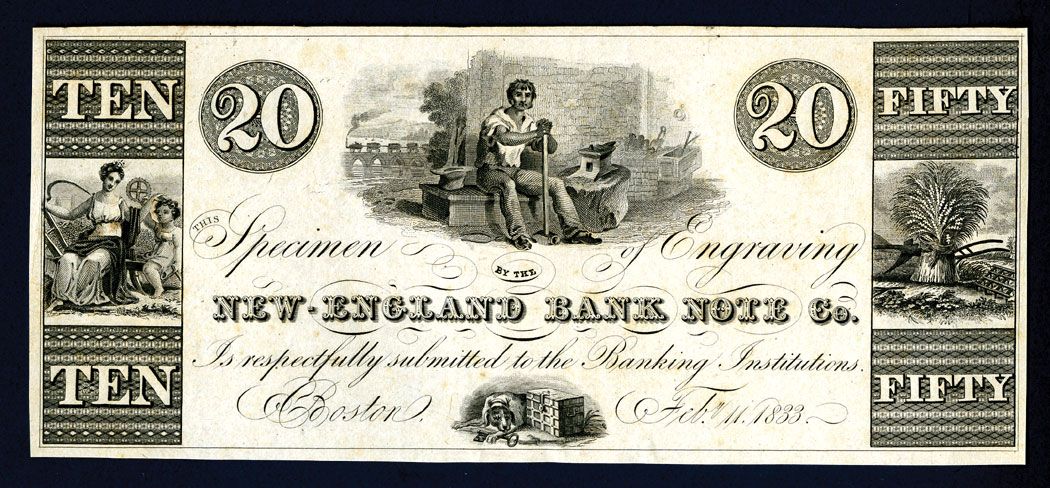 TEN
20
20
FIFTY
THIS
Specimen of Engraving
BY THE
NEW-ENGLAND BANK NOTE Co.
Is respectfully submitted to the Banking Institutions.
Boston, Feby. 11. 1833.
TEN
FIFTY